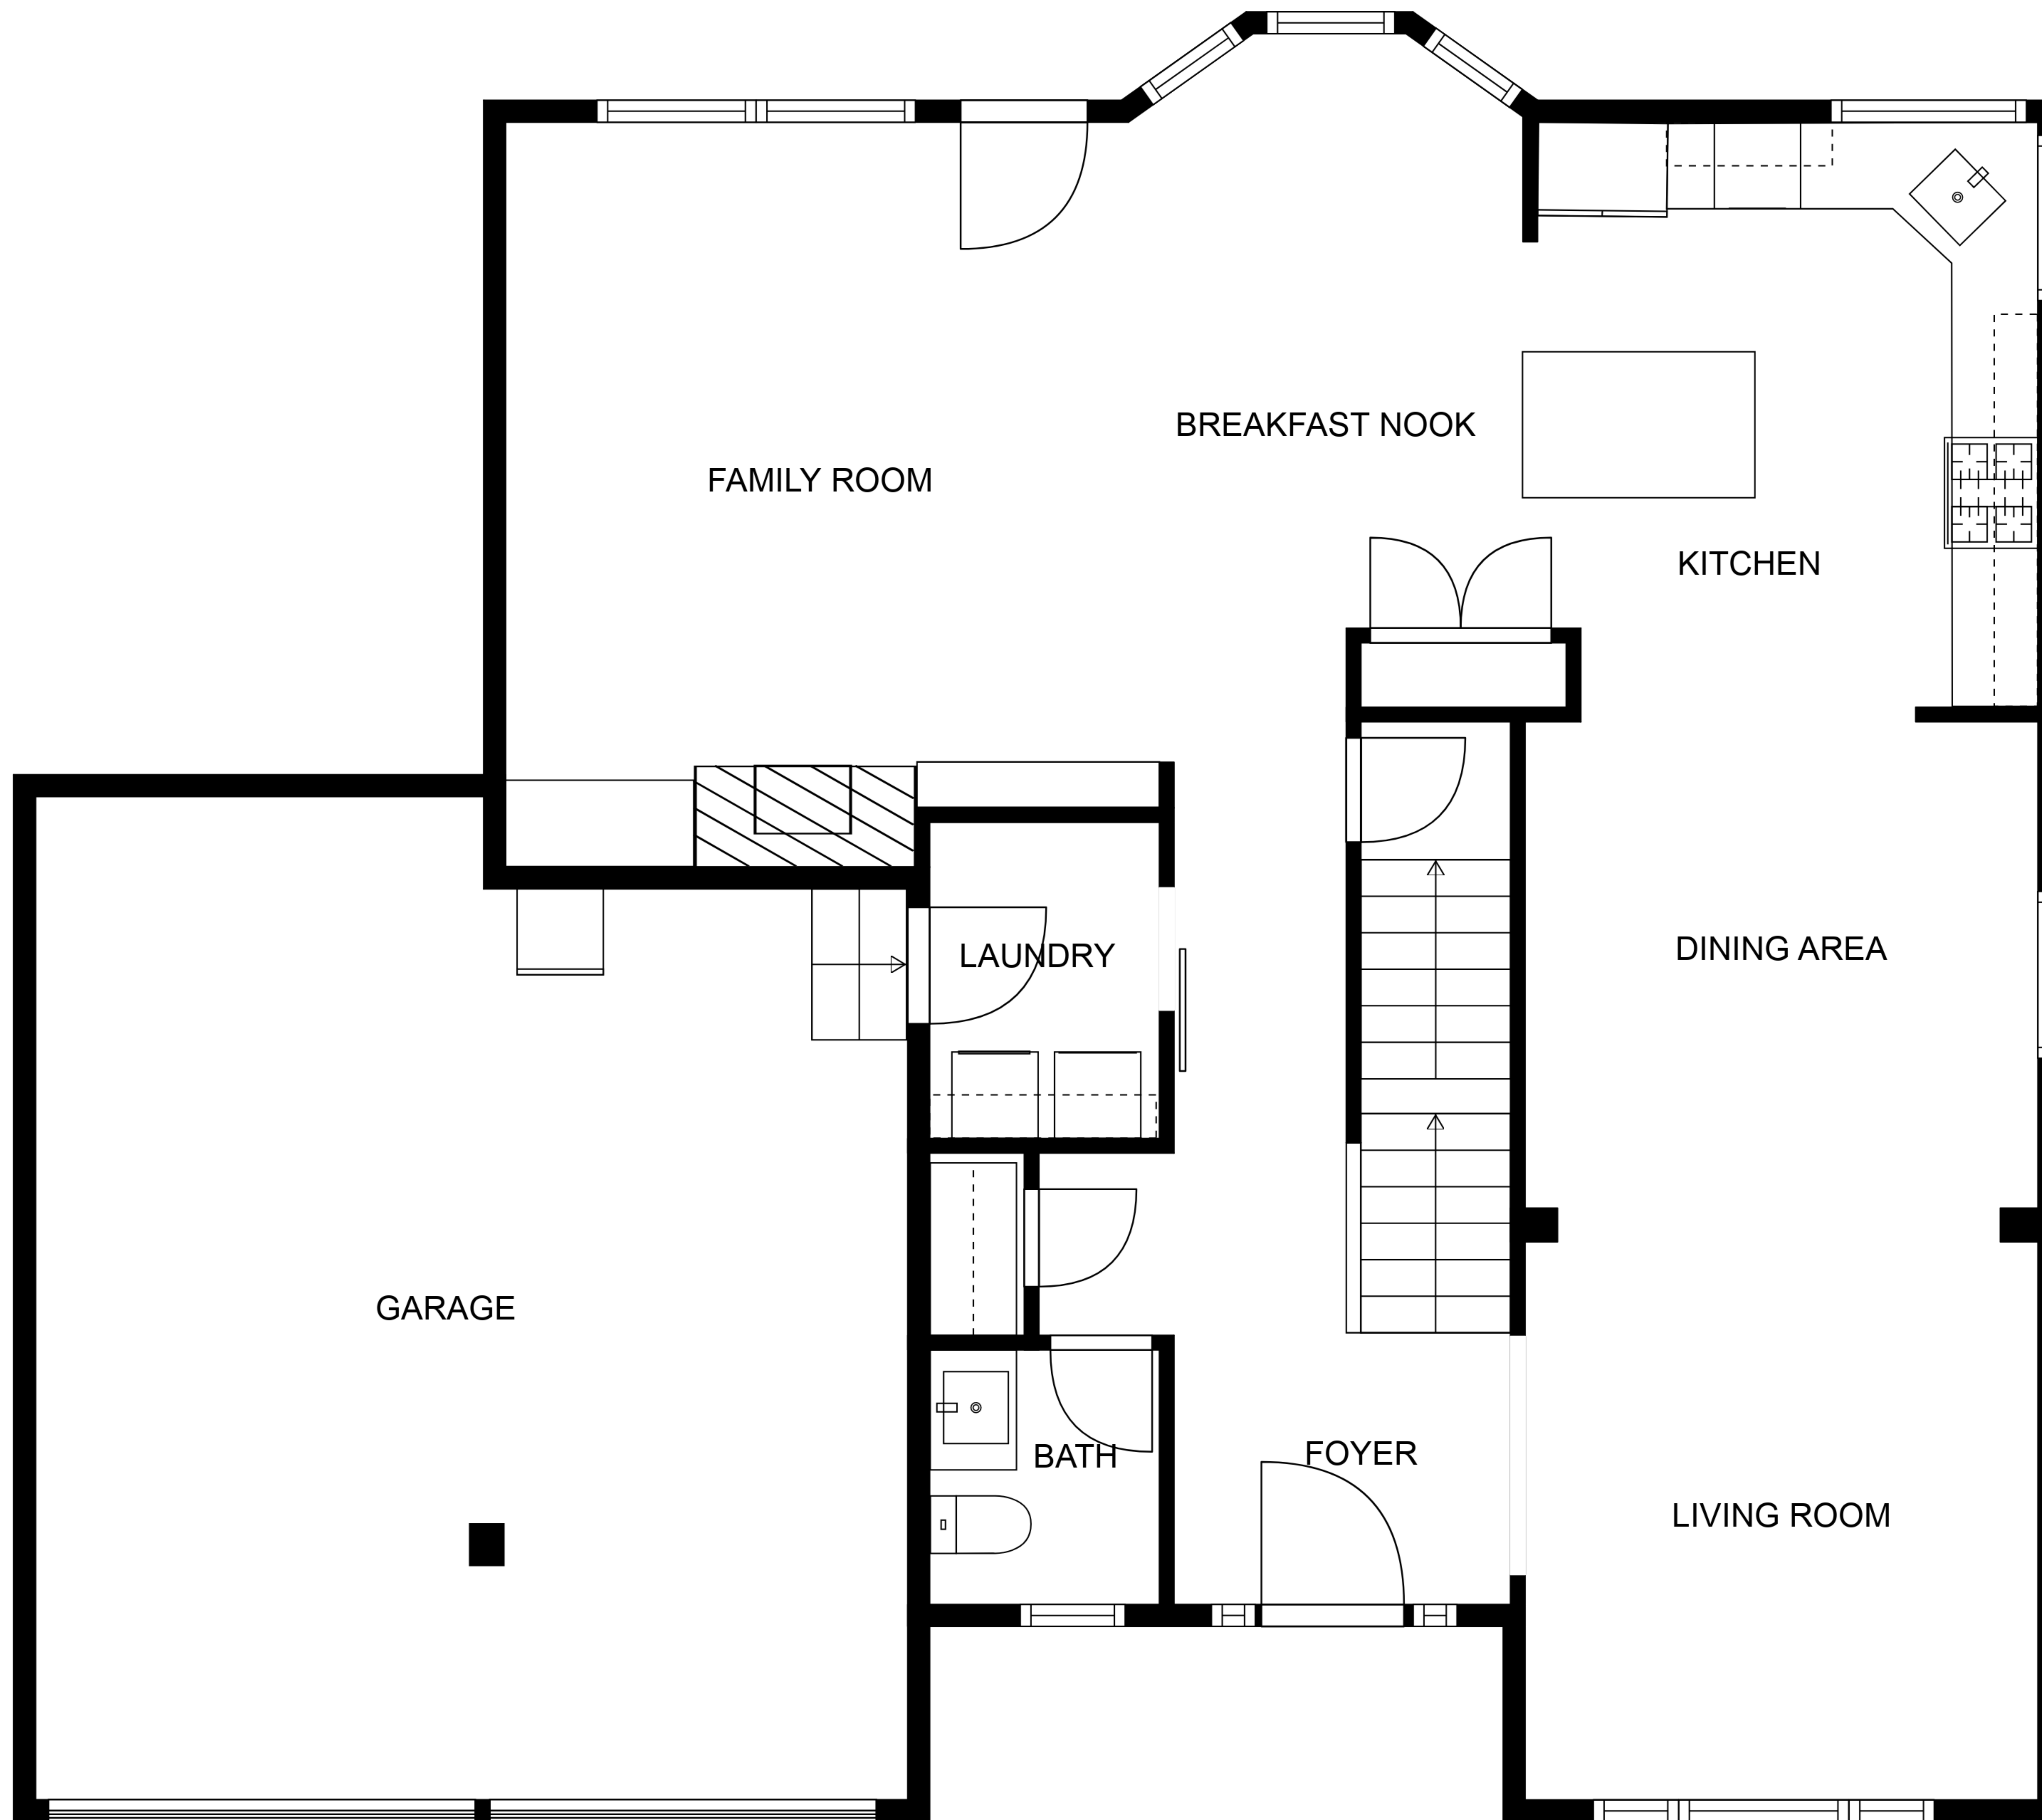 BREAKFAST NOOK
FAMILY ROOM
KITCHEN
LAUNDRY
DINING AREA
GARAGE
BATH
FOYER
LIVING ROOM